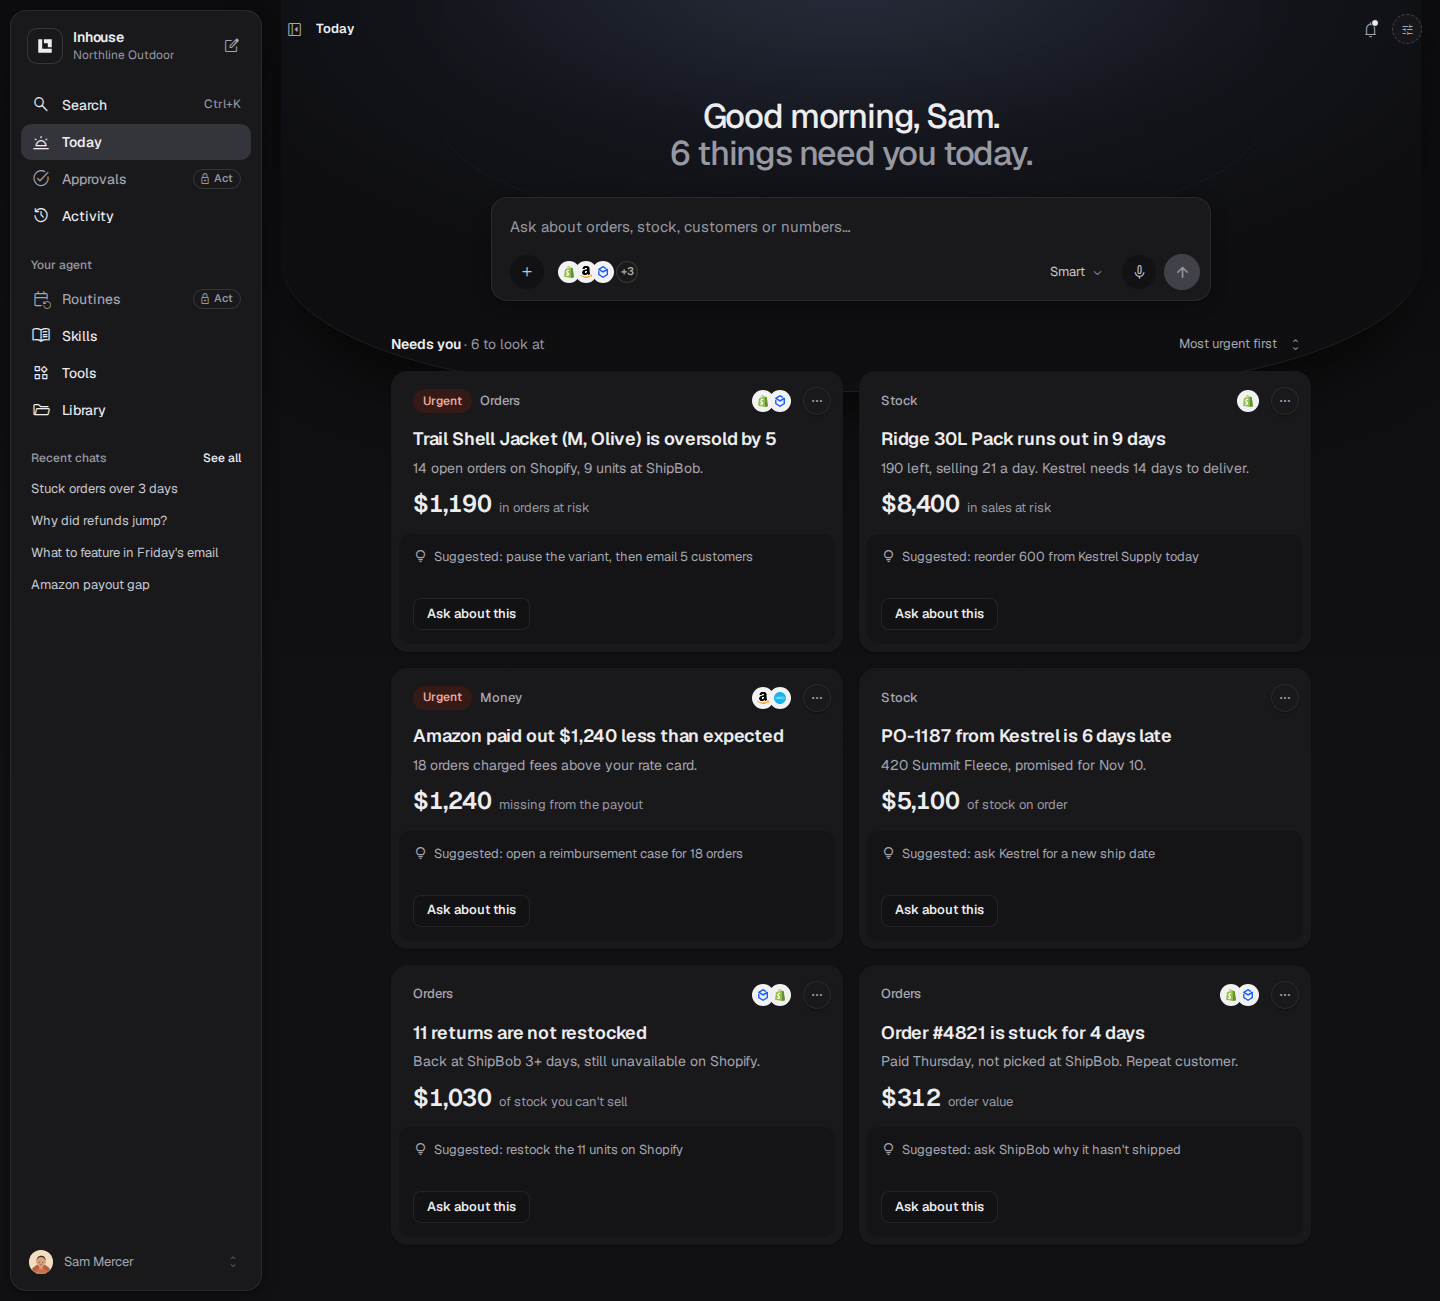 Inhouse
Northline Outdoor
Search Ctrl+K
Today
Approvals Act
Activity
Your agent
Routines Act
Skills
Tools
Library
Recent chats See all
Stuck orders over 3 days
Why did refunds jump?
What to feature in Friday's email
Amazon payout gap
Sam Mercer
Today
Good morning, Sam.
6 things need you today.
Ask about orders, stock, customers or numbers...
+3 Smart
Needs you · 6 to look at Most urgent first
Urgent Orders
Trail Shell Jacket (M, Olive) is oversold by 5
14 open orders on Shopify, 9 units at ShipBob.
$1,190 in orders at risk
Suggested: pause the variant, then email 5 customers
Ask about this
Stock
Ridge 30L Pack runs out in 9 days
190 left, selling 21 a day. Kestrel needs 14 days to deliver.
$8,400 in sales at risk
Suggested: reorder 600 from Kestrel Supply today
Ask about this
Urgent Money
Amazon paid out $1,240 less than expected
18 orders charged fees above your rate card.
$1,240 missing from the payout
Suggested: open a reimbursement case for 18 orders
Ask about this
Stock
PO-1187 from Kestrel is 6 days late
420 Summit Fleece, promised for Nov 10.
$5,100 of stock on order
Suggested: ask Kestrel for a new ship date
Ask about this
Orders
11 returns are not restocked
Back at ShipBob 3+ days, still unavailable on Shopify.
$1,030 of stock you can't sell
Suggested: restock the 11 units on Shopify
Ask about this
Orders
Order #4821 is stuck for 4 days
Paid Thursday, not picked at ShipBob. Repeat customer.
$312 order value
Suggested: ask ShipBob why it hasn't shipped
Ask about this